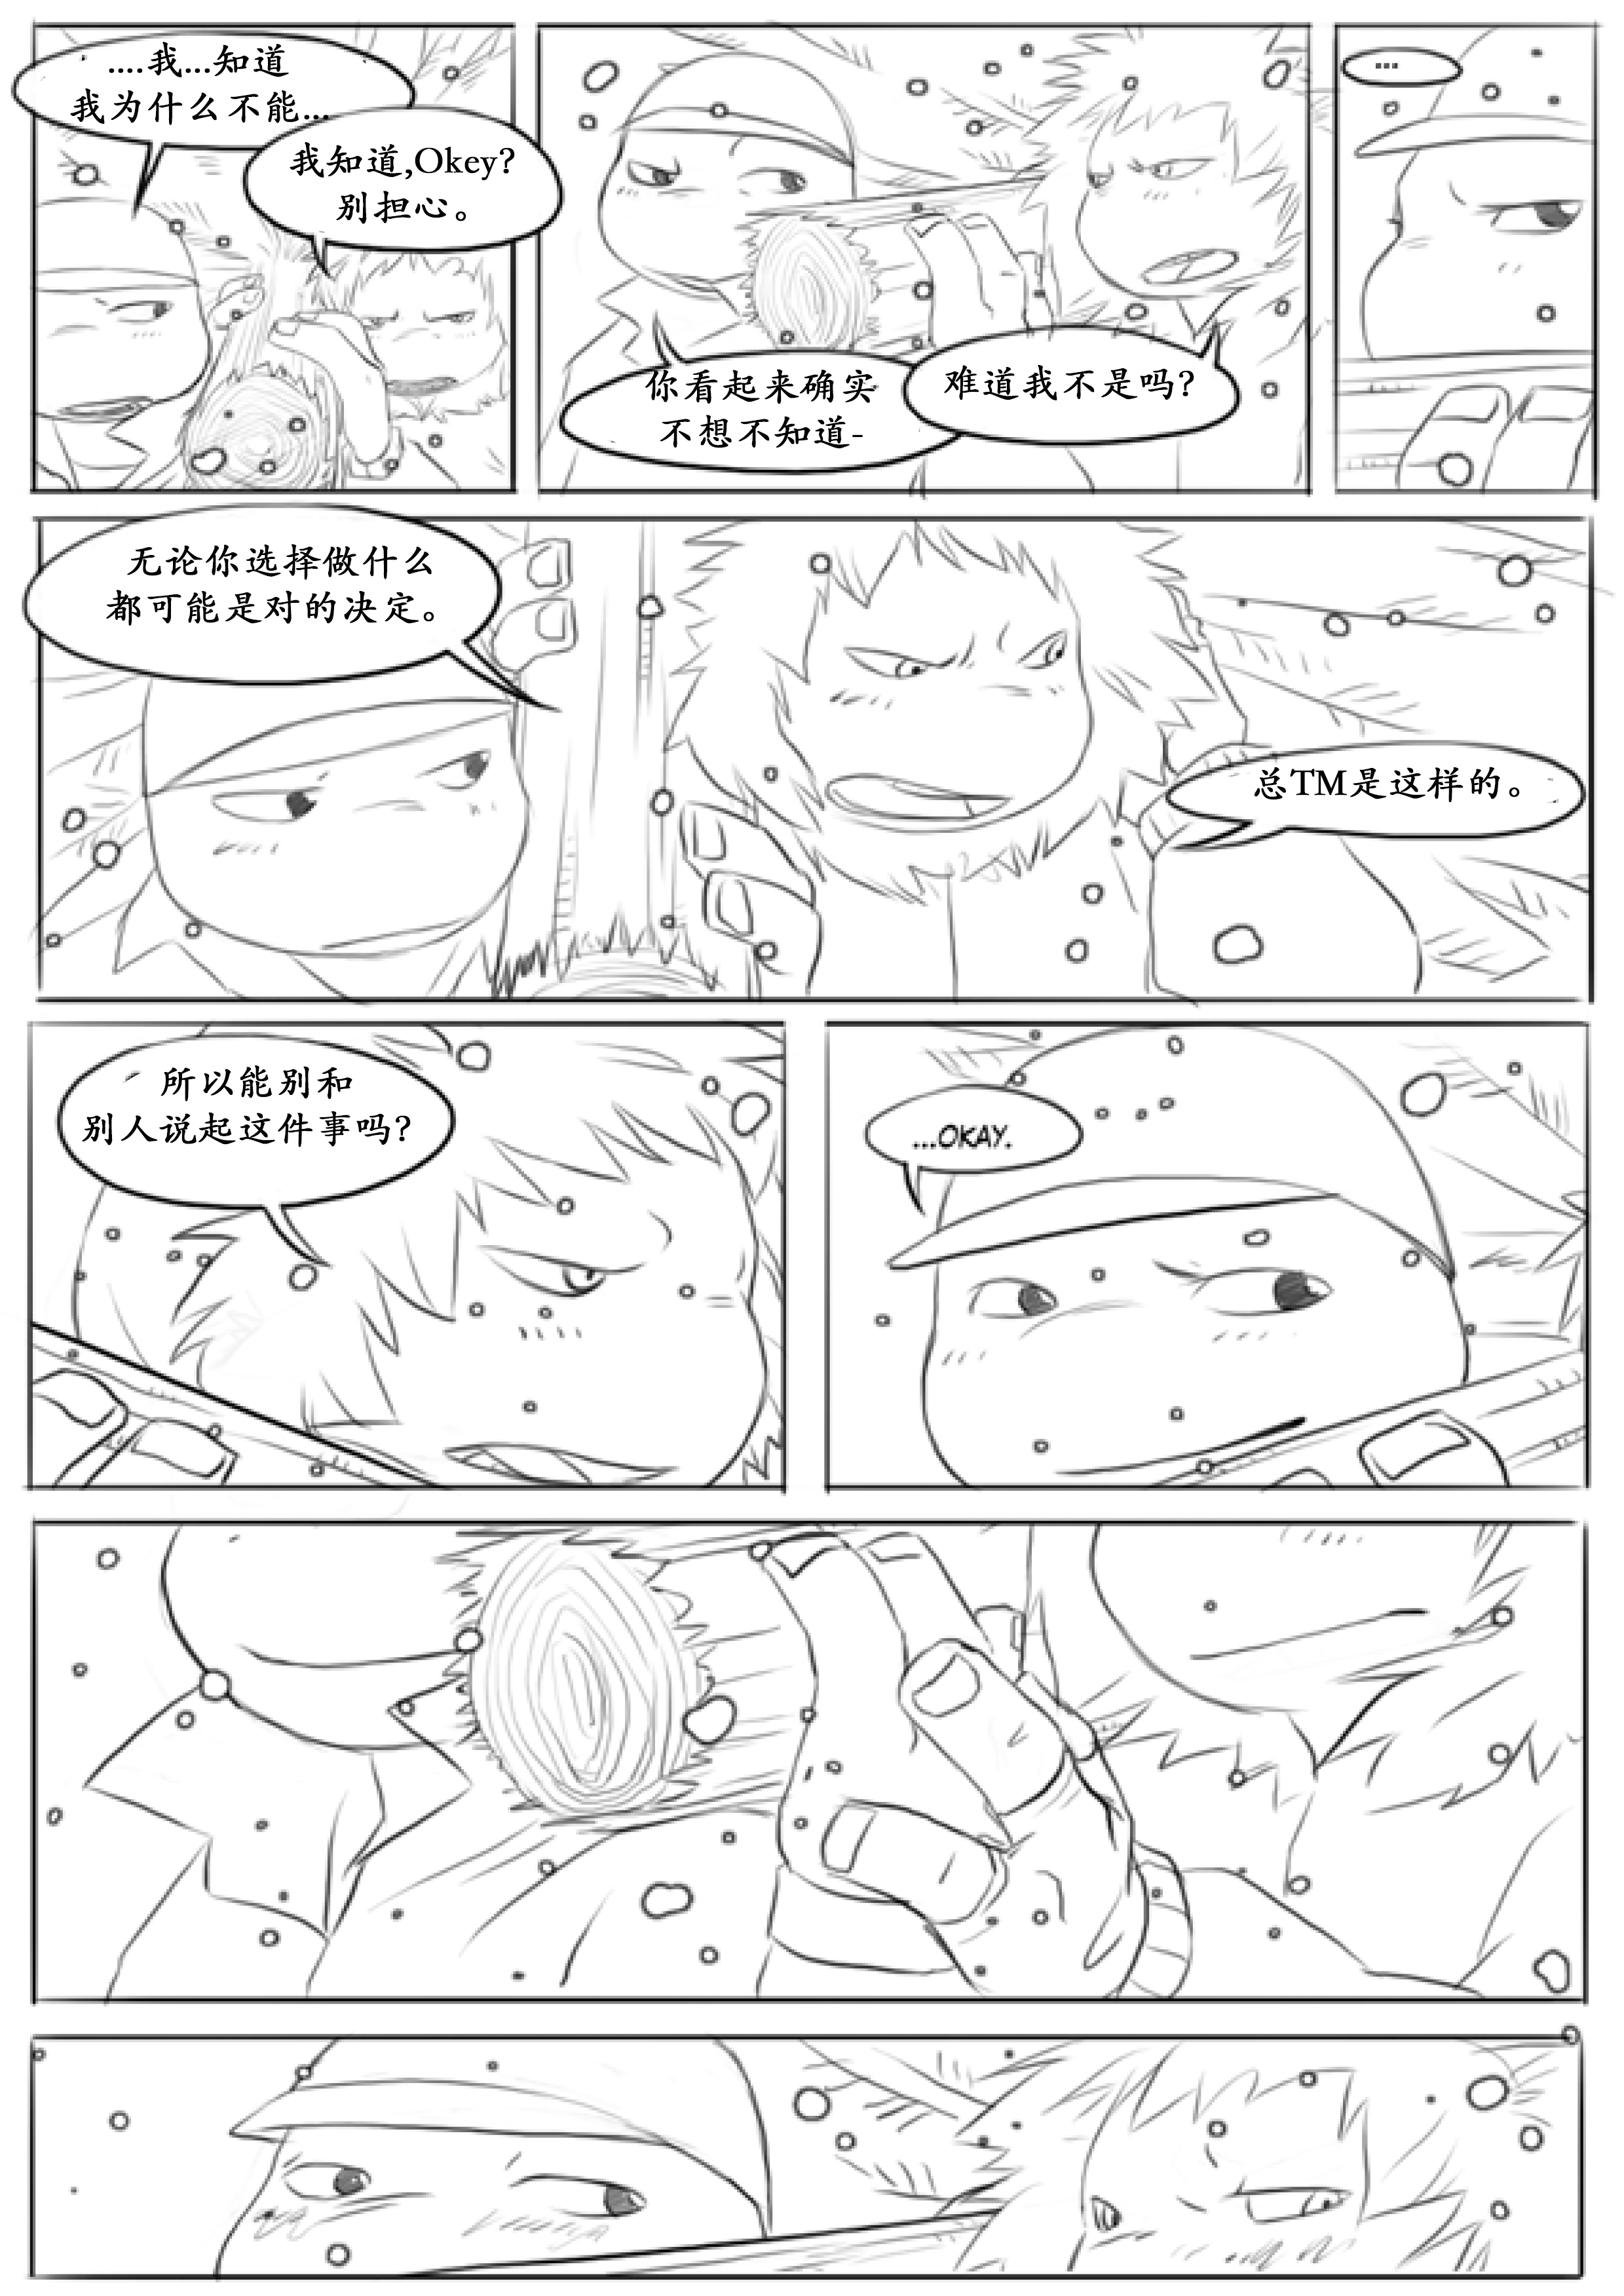 ....我...知道
我为什么不能...
我知道,Okey?
别担心。
你看起来确实
不想不知道-
难道我不是吗?
...
无论你选择做什么
都可能是对的决定。
总TM是这样的。
所以能别和
别人说起这件事吗?
...OKAY.